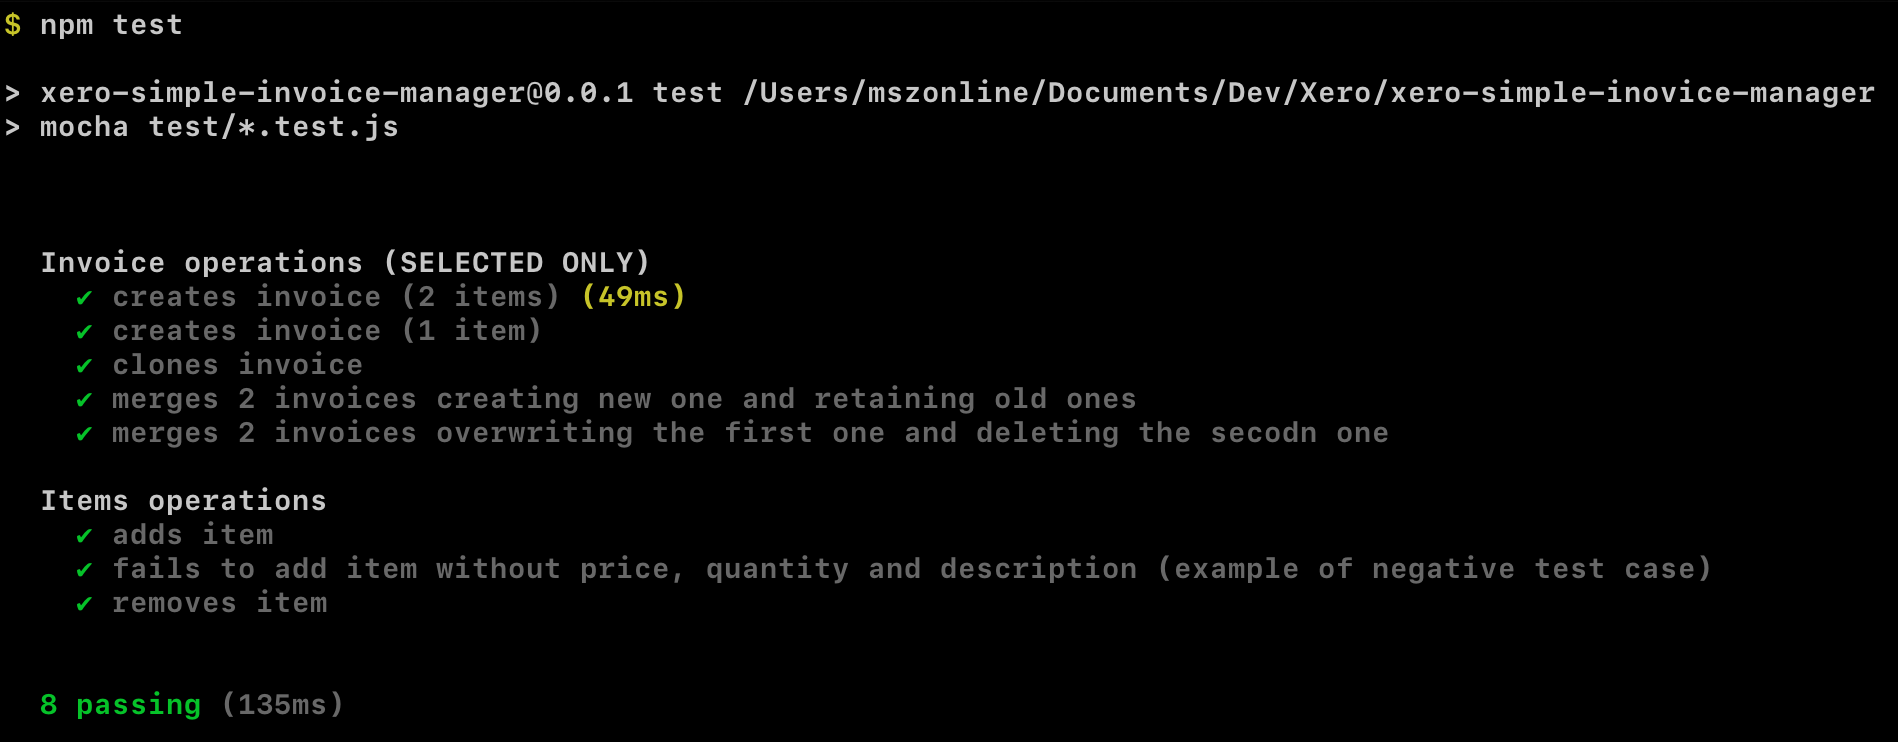 $ npm test
> xero-simple-invoice-manager@0.0.1 test /Users/mszonline/Documents/Dev/Xero/xero-simple-inovice-manager
> mocha test/*.test.js
Invoice operations (SELECTED ONLY)
✔ creates invoice (2 items) (49ms)
✔ creates invoice (1 item)
✔ clones invoice
✔ merges 2 invoices creating new one and retaining old ones
✔ merges 2 invoices overwriting the first one and deleting the secodn one
Items operations
✔ adds item
✔ fails to add item without price, quantity and description (example of negative test case)
✔ removes item
8 passing (135ms)